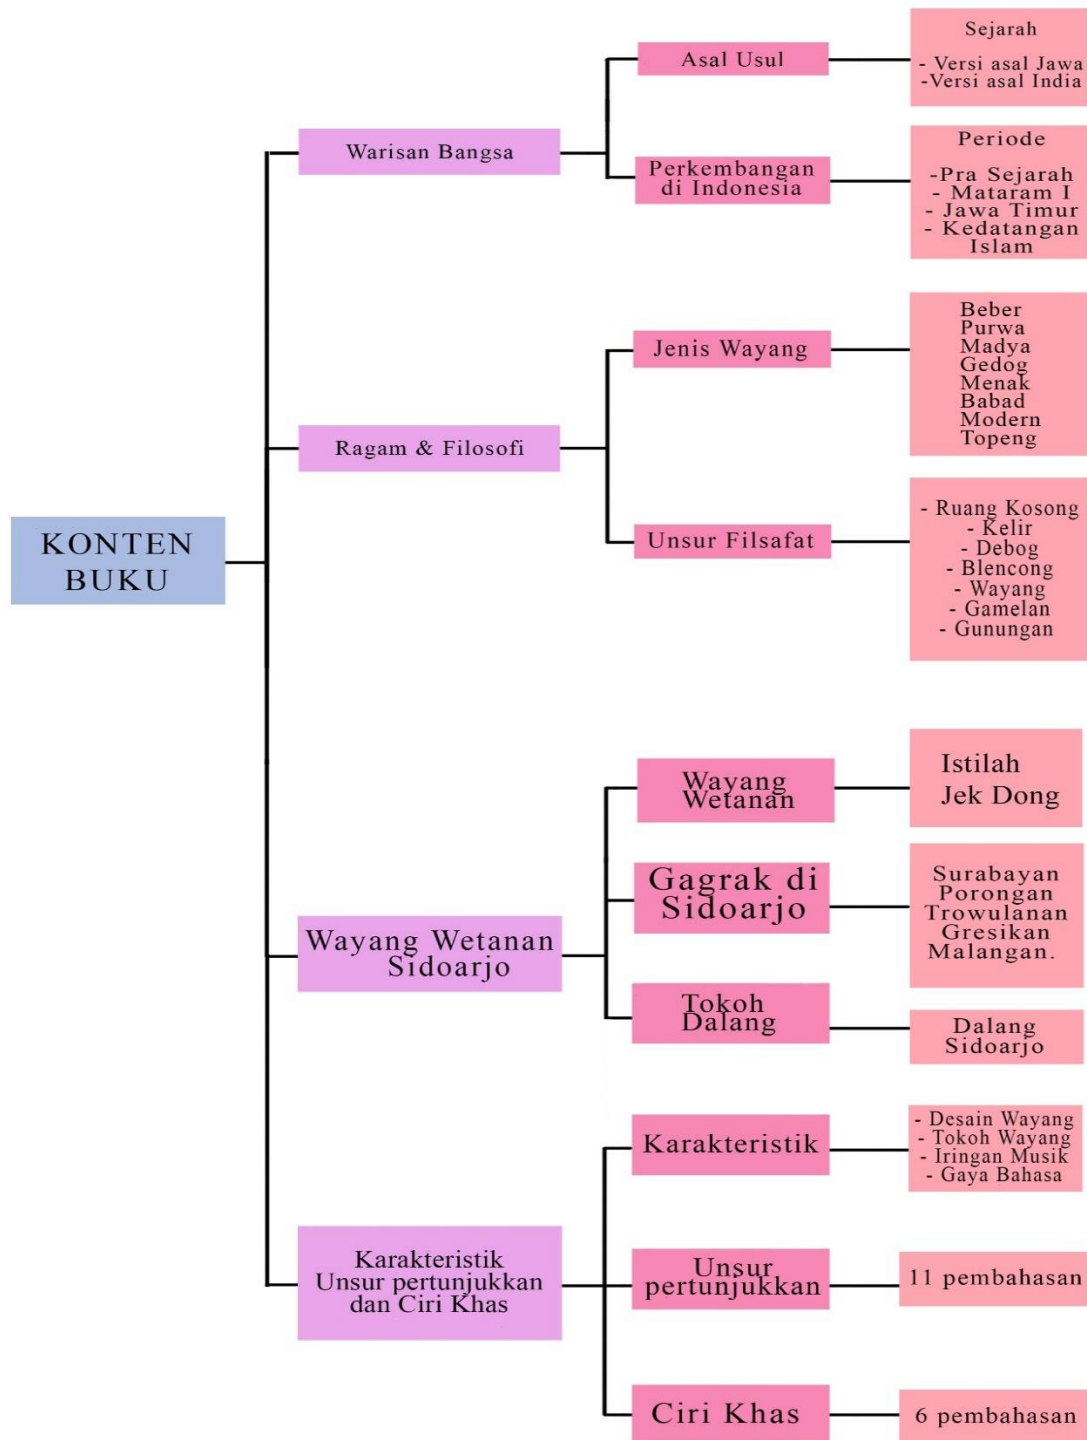 KONTEN
BUKU
Warisan Bangsa
Asal Usul
Sejarah
- Versi asal Jawa
-Versi asal India
Perkembangan
di Indonesia
Periode
-Pra Sejarah
- Mataram I
- Jawa Timur
- Kedatangan
Islam
Ragam & Filosofi
Jenis Wayang
Beber
Purwa
Madya
Gedog
Menak
Babad
Modern
Topeng
Unsur Filsafat
- Ruang Kosong
- Kelir
- Debog
- Blencong
- Wayang
- Gamelan
- Gunungan
Wayang Wetanan
Sidoarjo
Wayang
Wetanan
Istilah
Jek Dong
Gagrak di
Sidoarjo
Surabayan
Porongan
Trowulanan
Gresikan
Malangan.
Tokoh
Dalang
Dalang
Sidoarjo
Karakteristik
Unsur pertunjukkan
dan Ciri Khas
Karakteristik
- Desain Wayang
- Tokoh Wayang
- Iringan Musik
- Gaya Bahasa
Unsur
pertunjukkan
11 pembahasan
Ciri Khas
6 pembahasan